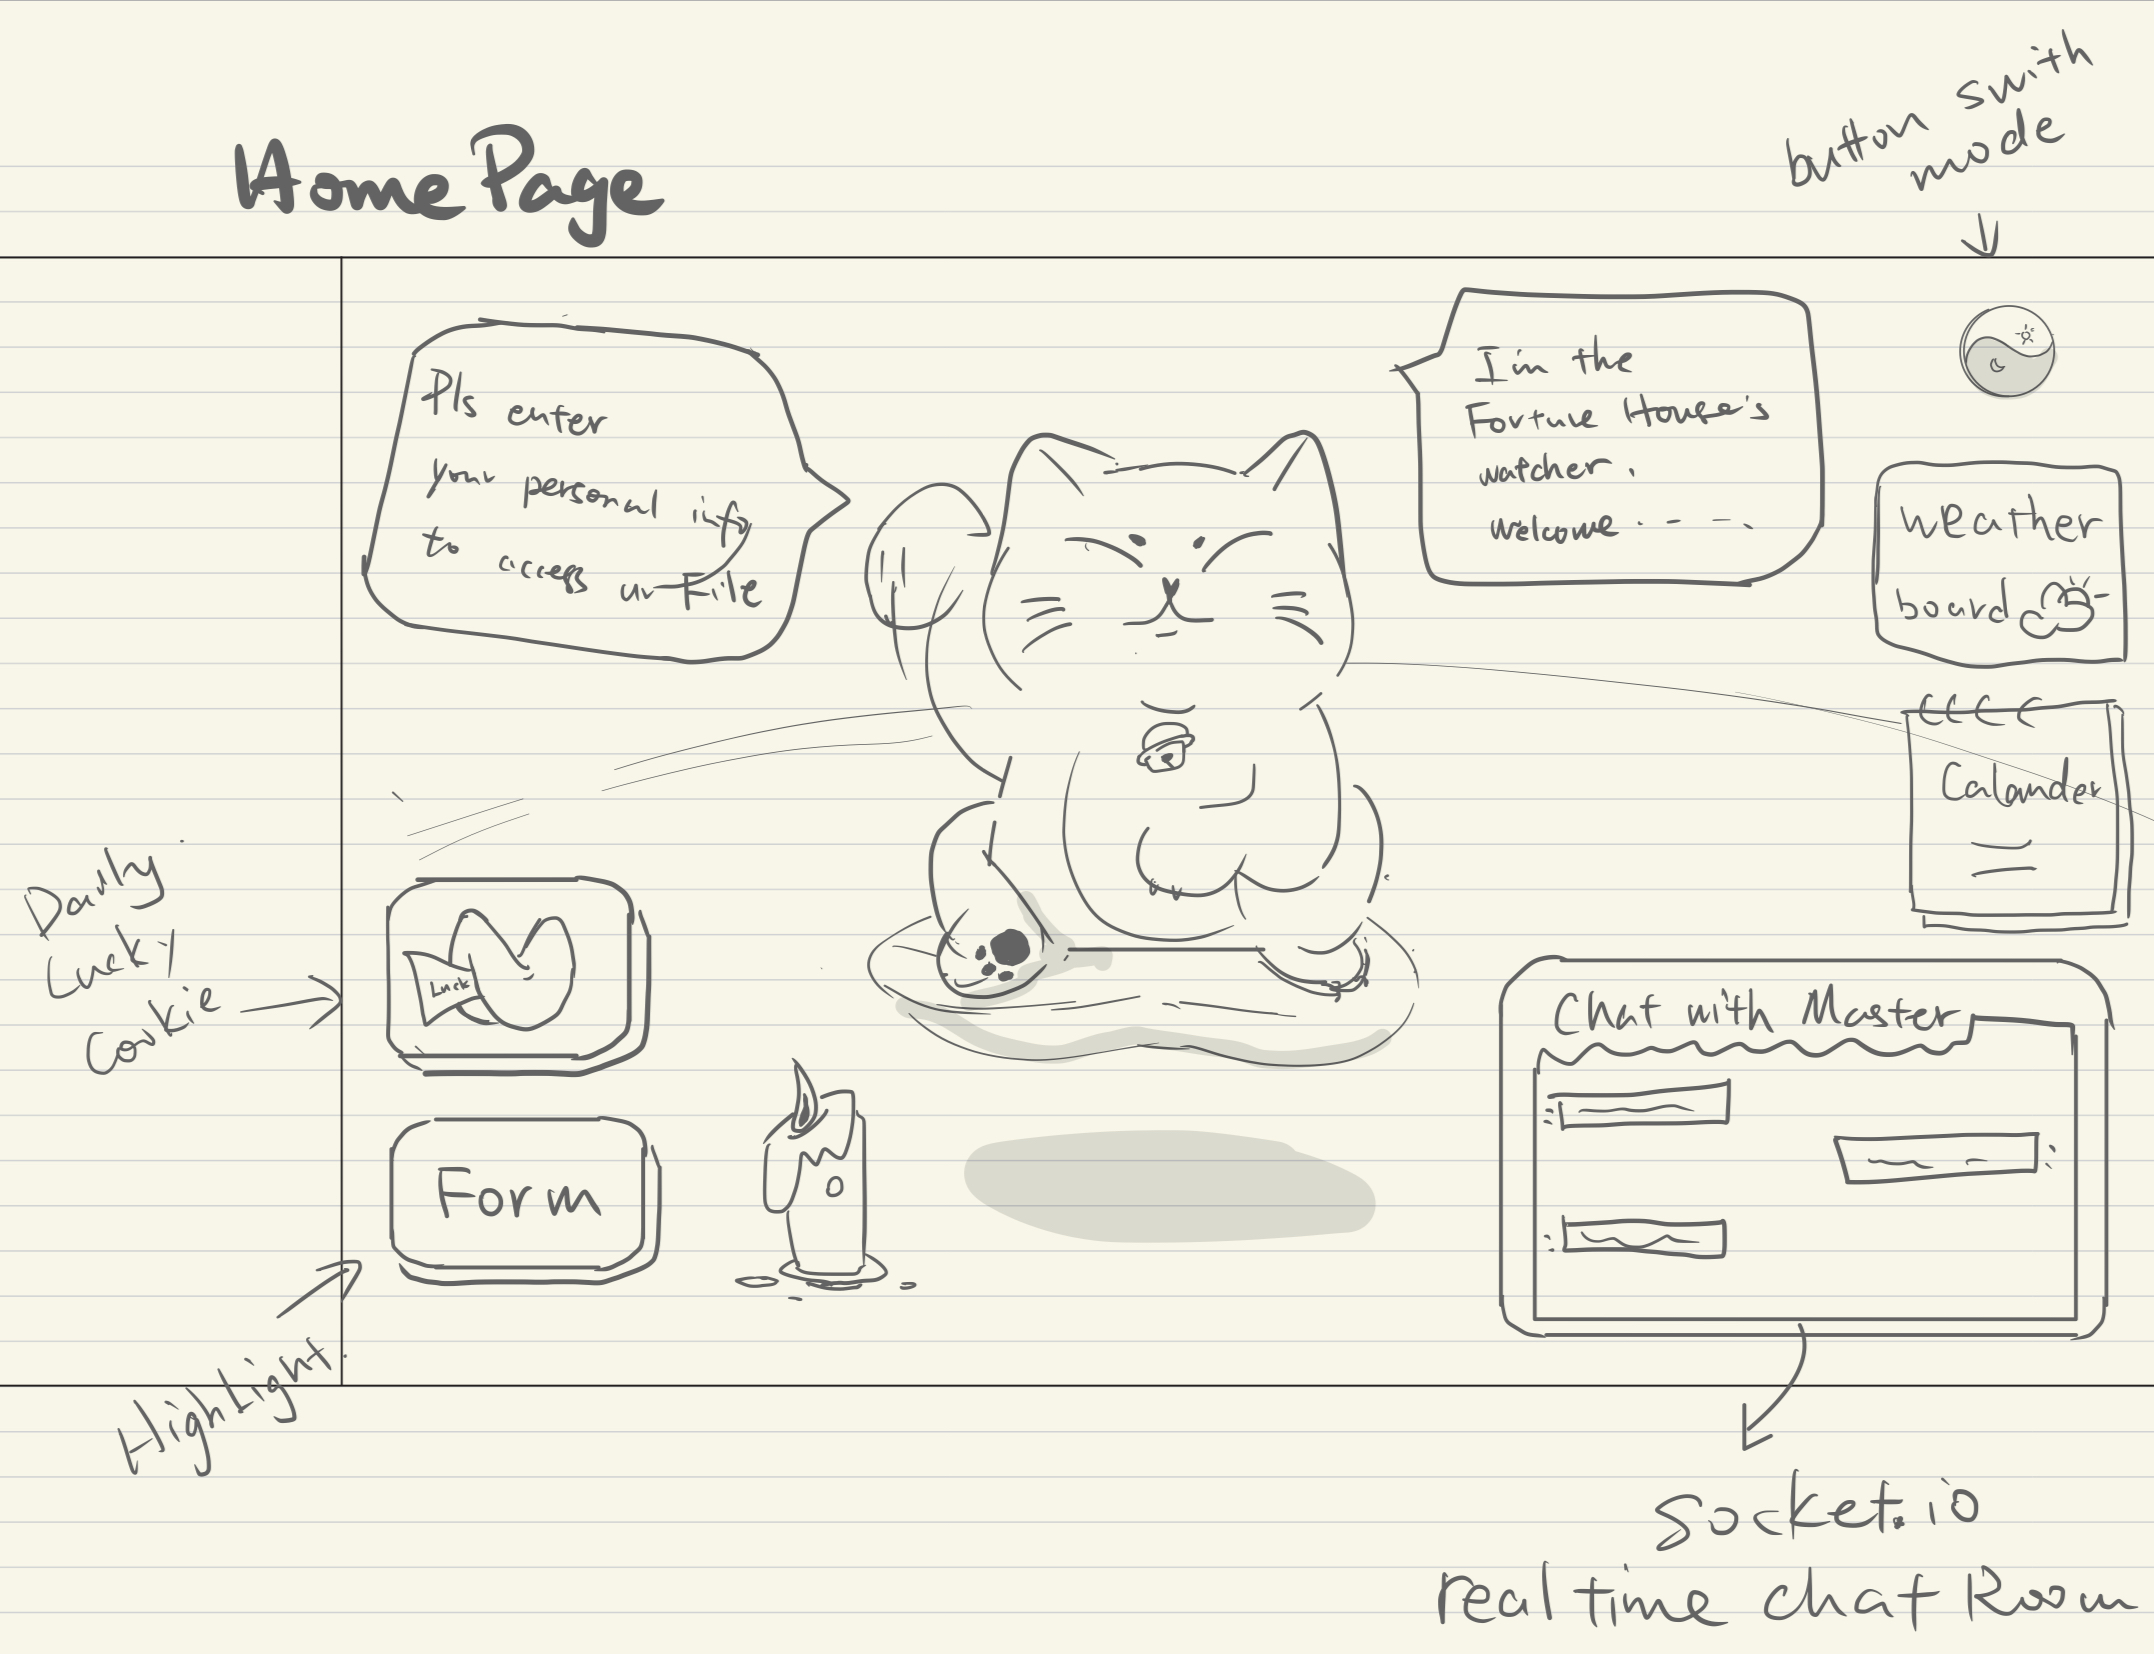 Home Page
button swith
mode
Pls enter
your personal info
to access ur File
I'm the
Fortune House's
watcher.
Welcome - - - -
Weather
board
Calander
Daily
Lucky
Cookie
Luck
Form
HighLight
Chat with Master
Socket.io
real time chat Room